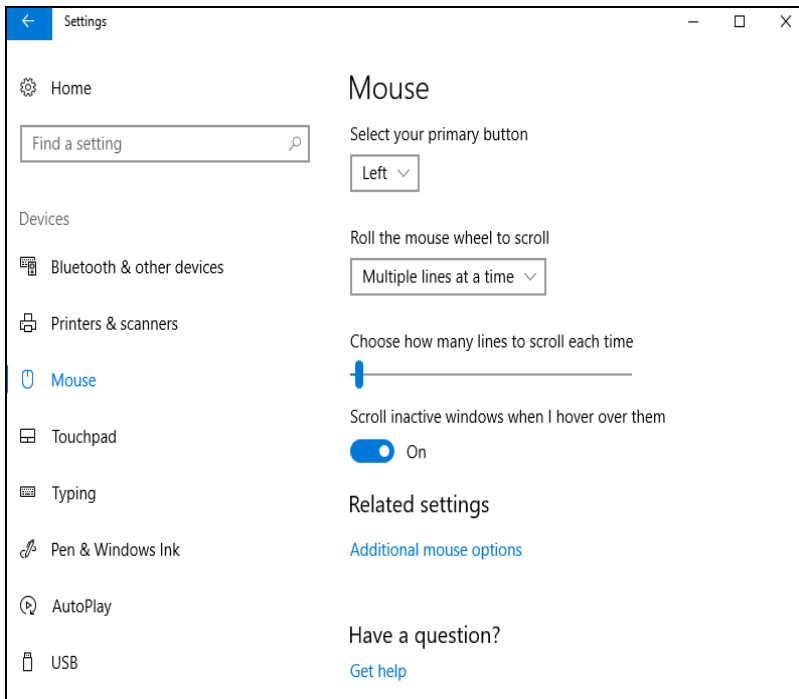 Settings
Home
Find a setting
Devices
Bluetooth & other devices
Printers & scanners
Mouse
Touchpad
Typing
Pen & Windows Ink
AutoPlay
USB
Mouse
Select your primary button
Left
Roll the mouse wheel to scroll
Multiple lines at a time
Choose how many lines to scroll each time
Scroll inactive windows when I hover over them
On
Related settings
Additional mouse options
Have a question?
Get help